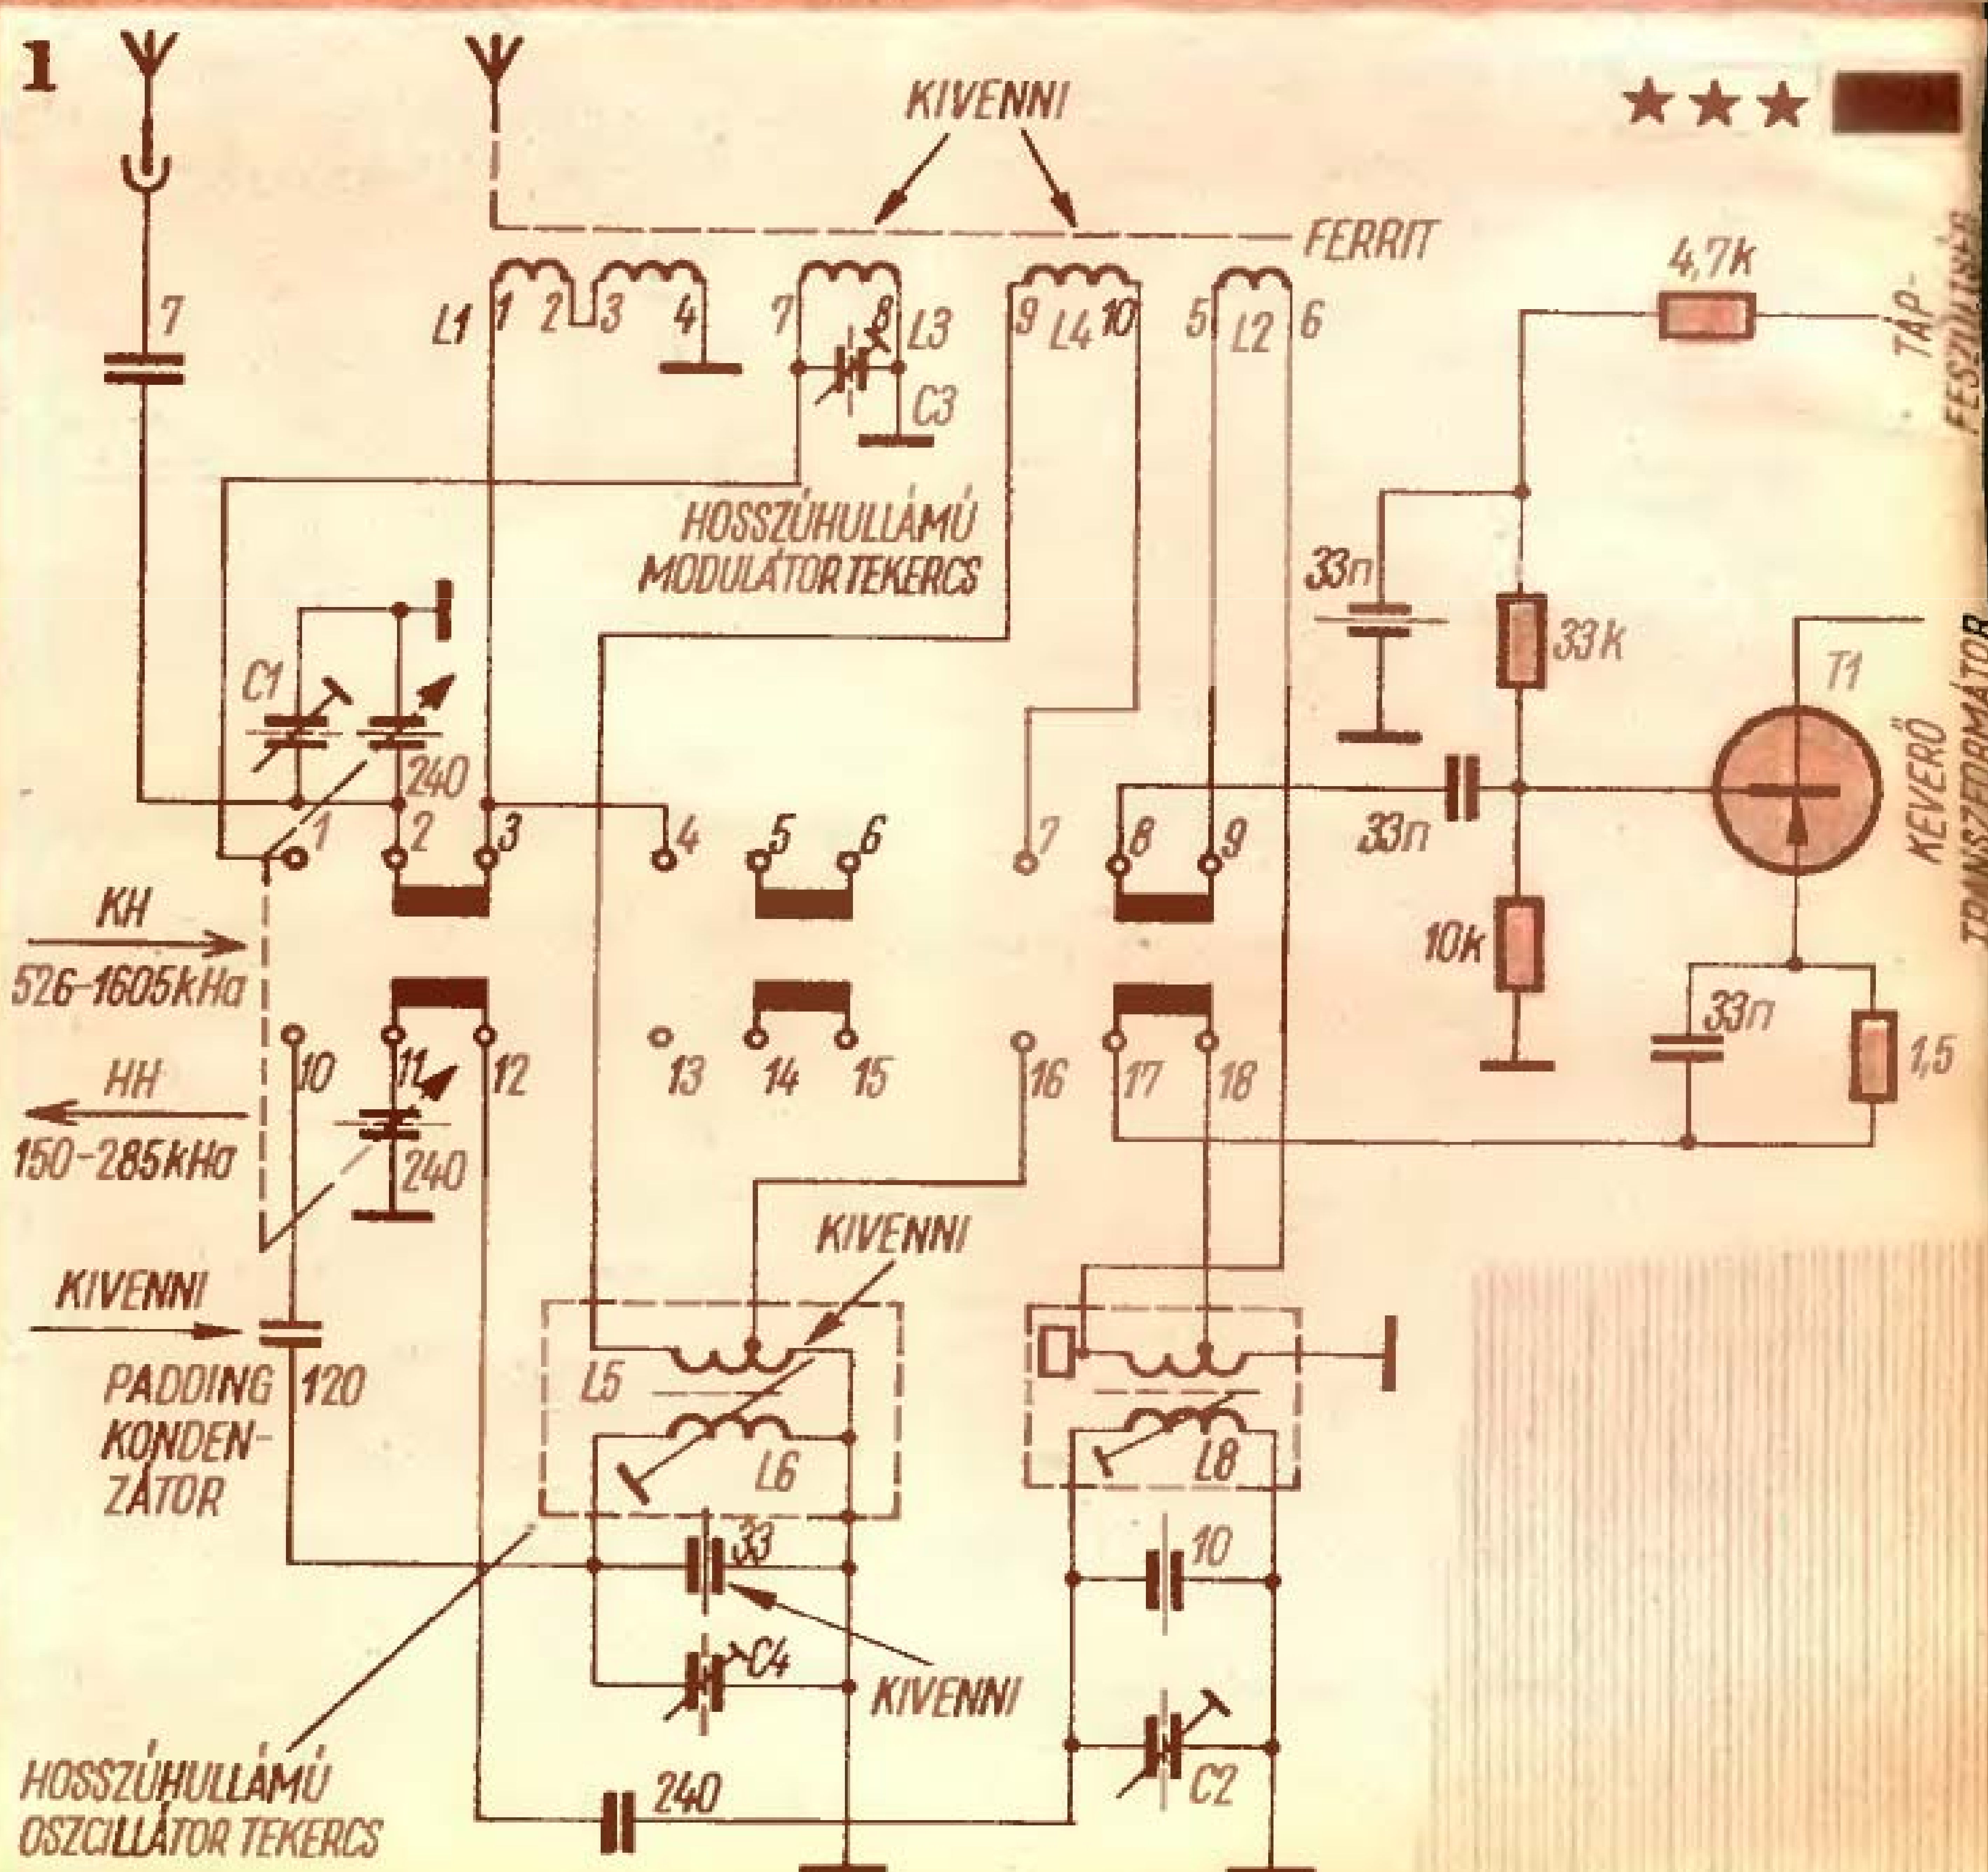 1
KIVENNI
FERRIT
4,7k
TÁP-
FESZÜLTSÉG
7
L1
1
2
3
4
7
8
L3
9
L4
10
5
L2
6
C3
HOSSZÚHULLÁMÚ
MODULÁTOR TEKERCS
33n
33k
T1
KEVERŐ
TRANSZFORMÁTOR
C1
240
1
2
3
4
5
6
7
8
9
33n
KH
526-1605kHa
10k
33n
1,5
HH
150-285kHa
10
11
12
13
14
15
16
17
18
240
KIVENNI
KIVENNI
PADDING
KONDEN-
ZÁTOR
120
L5
L6
L8
33
10
C4
KIVENNI
C2
240
HOSSZÚHULLÁMÚ
OSZCILLÁTOR TEKERCS